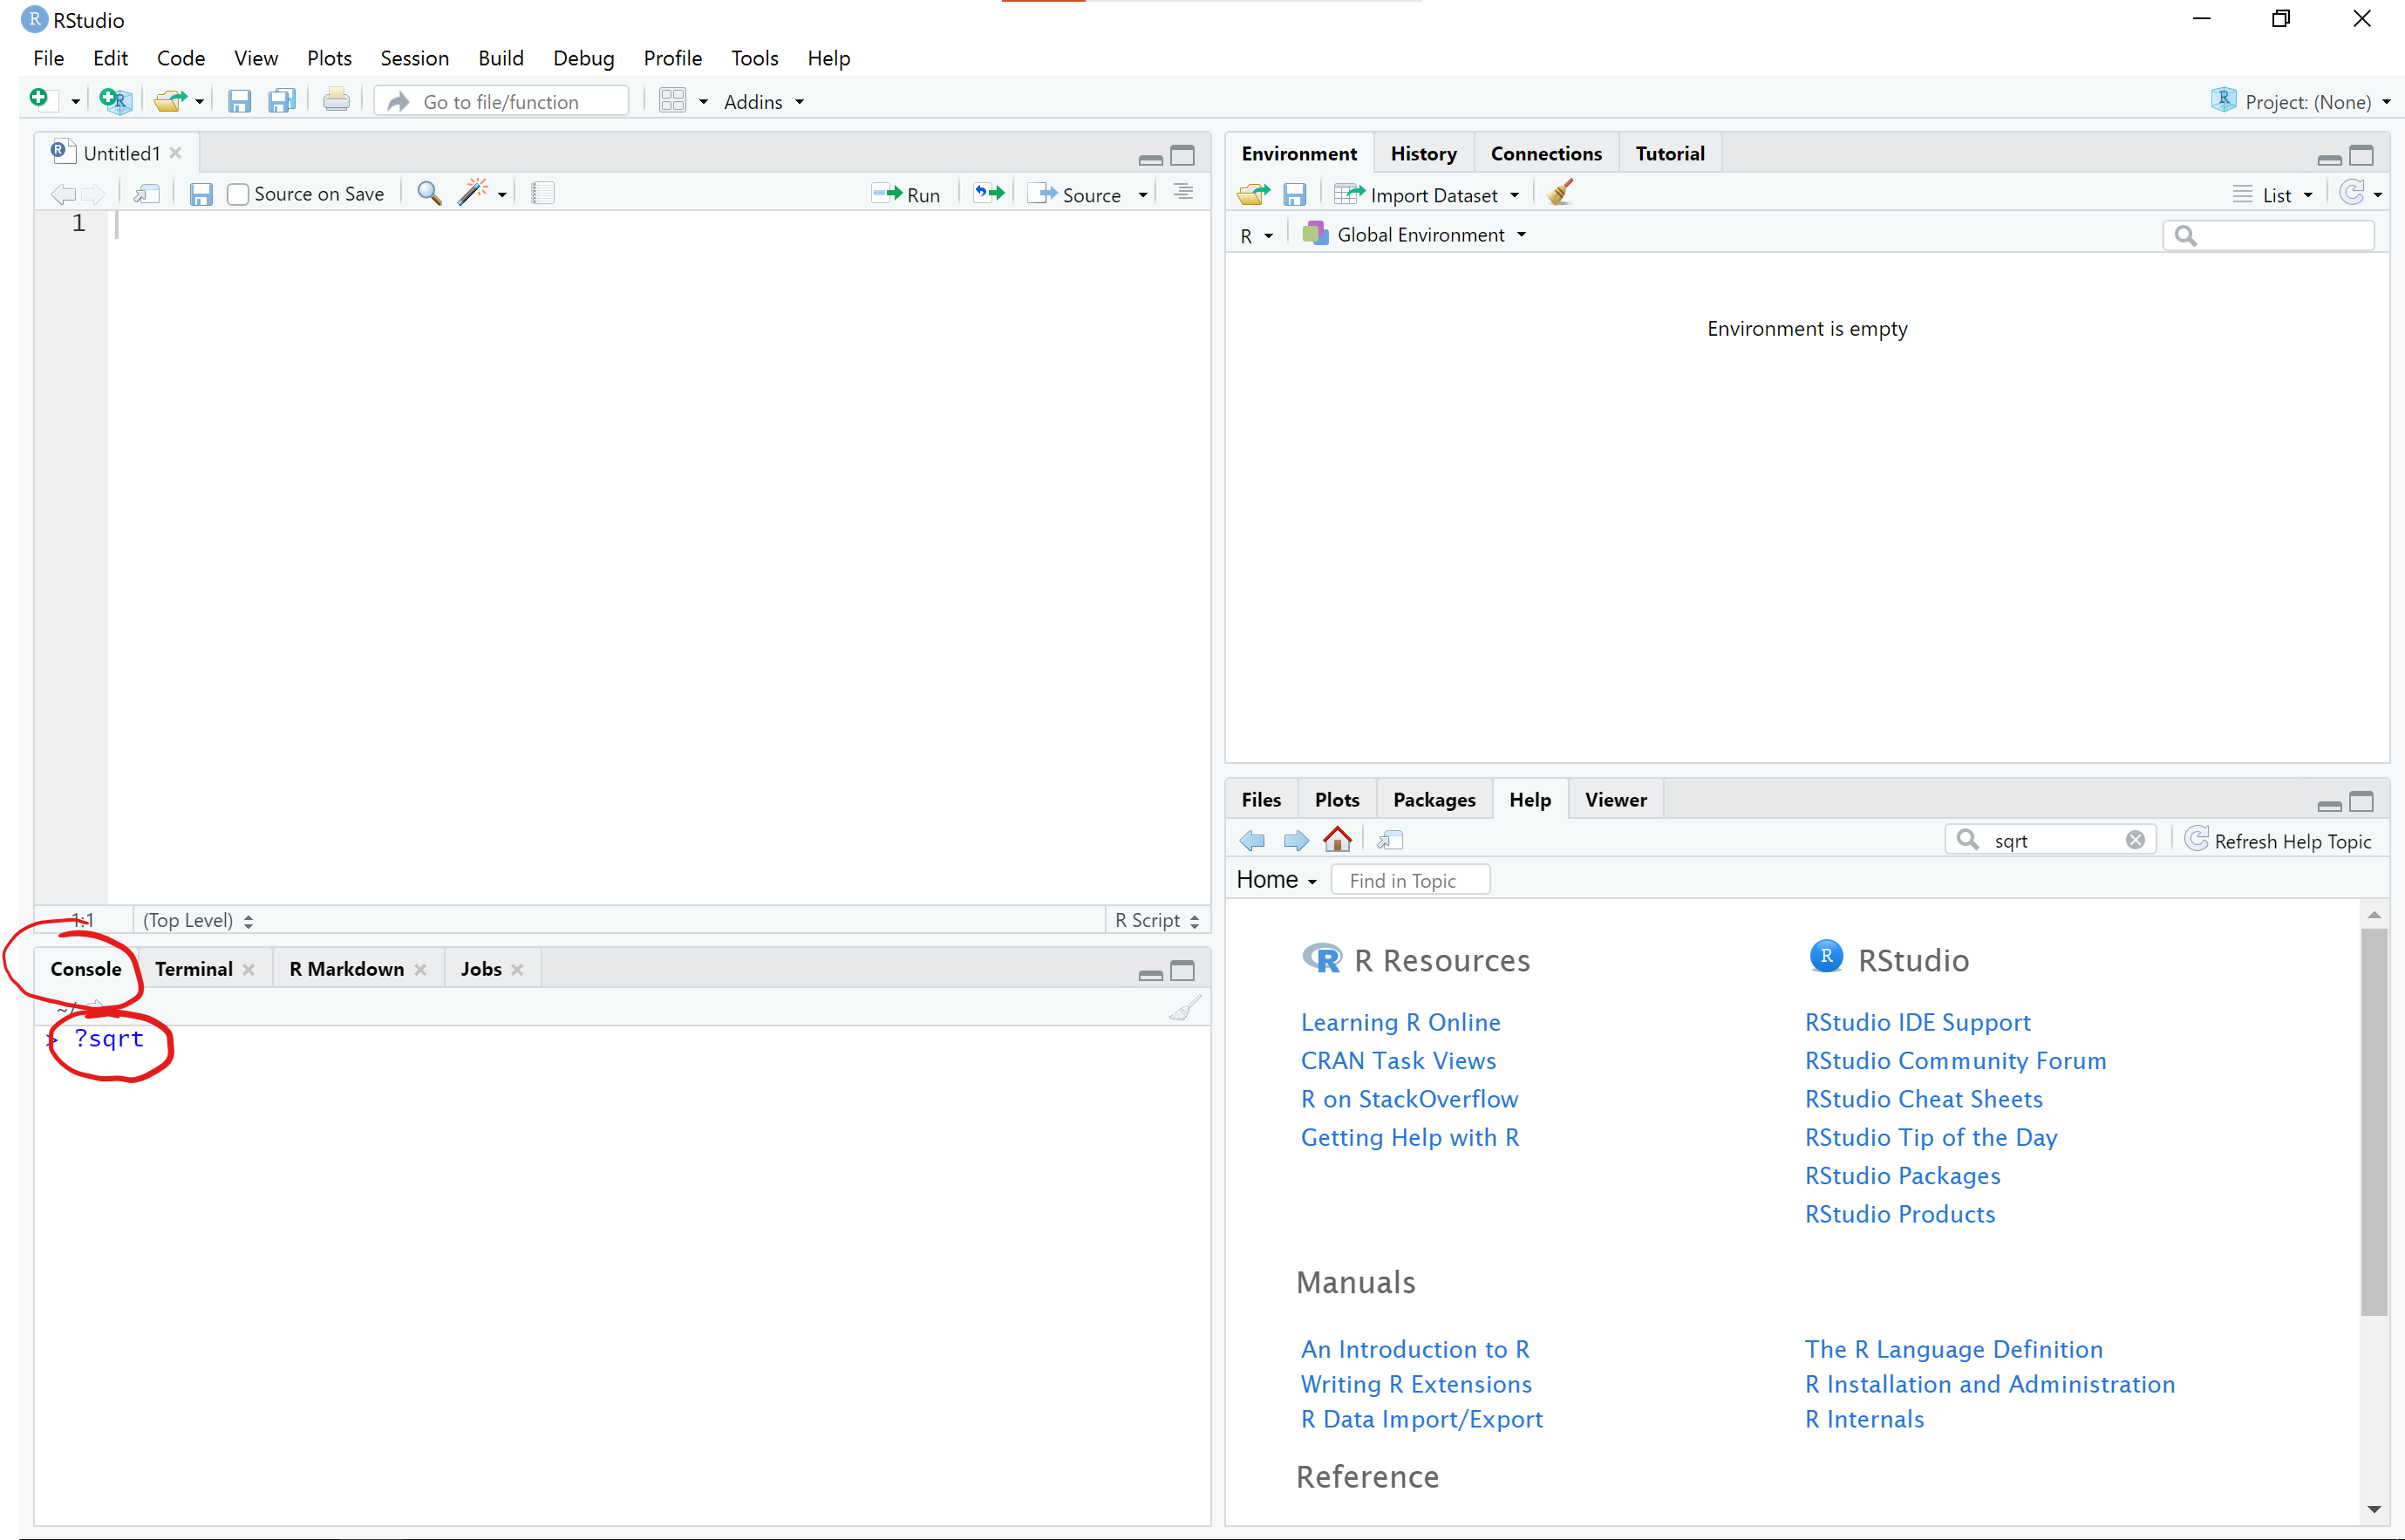 RStudio
File Edit Code View Plots Session Build Debug Profile Tools Help
Go to file/function Addins Project: (None)
Untitled1
Source on Save Run Source
1
1:1 (Top Level) R Script
Console Terminal R Markdown Jobs
~/
> ?sqrt
Environment History Connections Tutorial
Import Dataset List
R Global Environment
Environment is empty
Files Plots Packages Help Viewer
sqrt Refresh Help Topic
Home Find in Topic
R Resources
Learning R Online
CRAN Task Views
R on StackOverflow
Getting Help with R
RStudio
RStudio IDE Support
RStudio Community Forum
RStudio Cheat Sheets
RStudio Tip of the Day
RStudio Packages
RStudio Products
Manuals
An Introduction to R
Writing R Extensions
R Data Import/Export
The R Language Definition
R Installation and Administration
R Internals
Reference